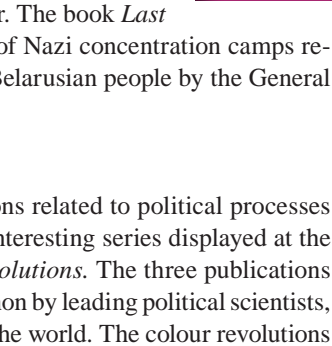 r. The book Last
of Nazi concentration camps re-
Belarusian people by the General
ns related to political processes
nteresting series displayed at the
olutions. The three publications
on by leading political scientists,
he world. The colour revolutions